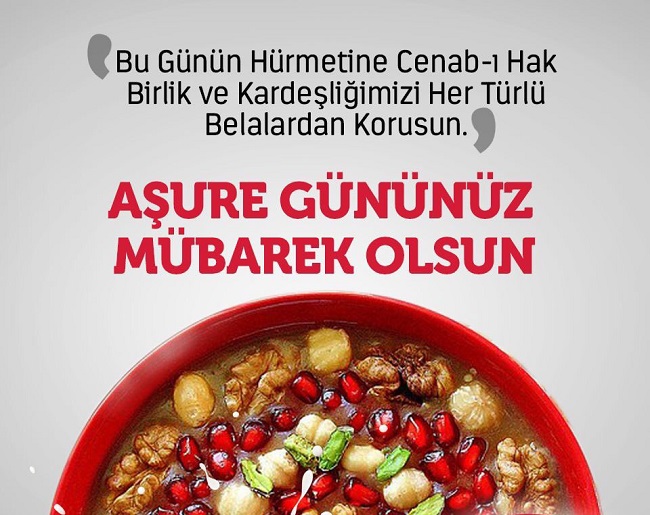 Bu Günün Hürmetine Cenab-ı Hak
Birlik ve Kardeşliğimizi Her Türlü
Belalardan Korusun.
AŞURE GÜNÜNÜZ
MÜBAREK OLSUN